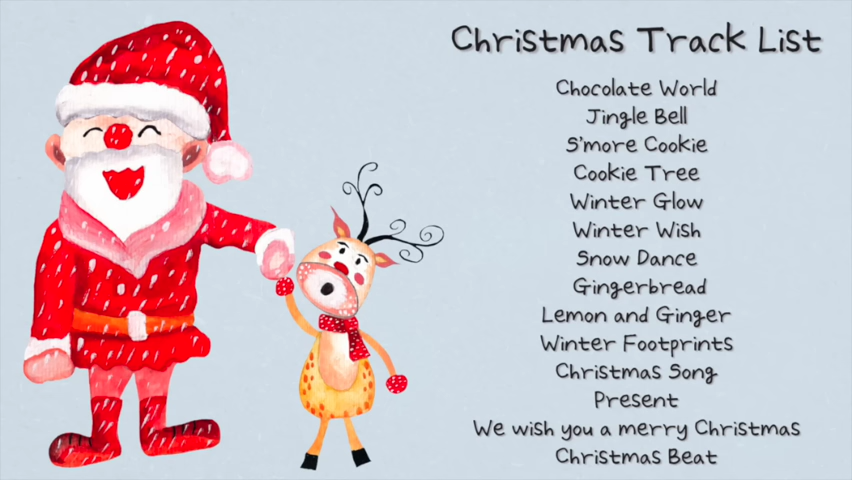 Christmas Track List
Chocolate World
Jingle Bell
S'more Cookie
Cookie Tree
Winter Glow
Winter Wish
Snow Dance
Gingerbread
Lemon and Ginger
Winter Footprints
Christmas Song
Present
We wish you a merry Christmas
Christmas Beat